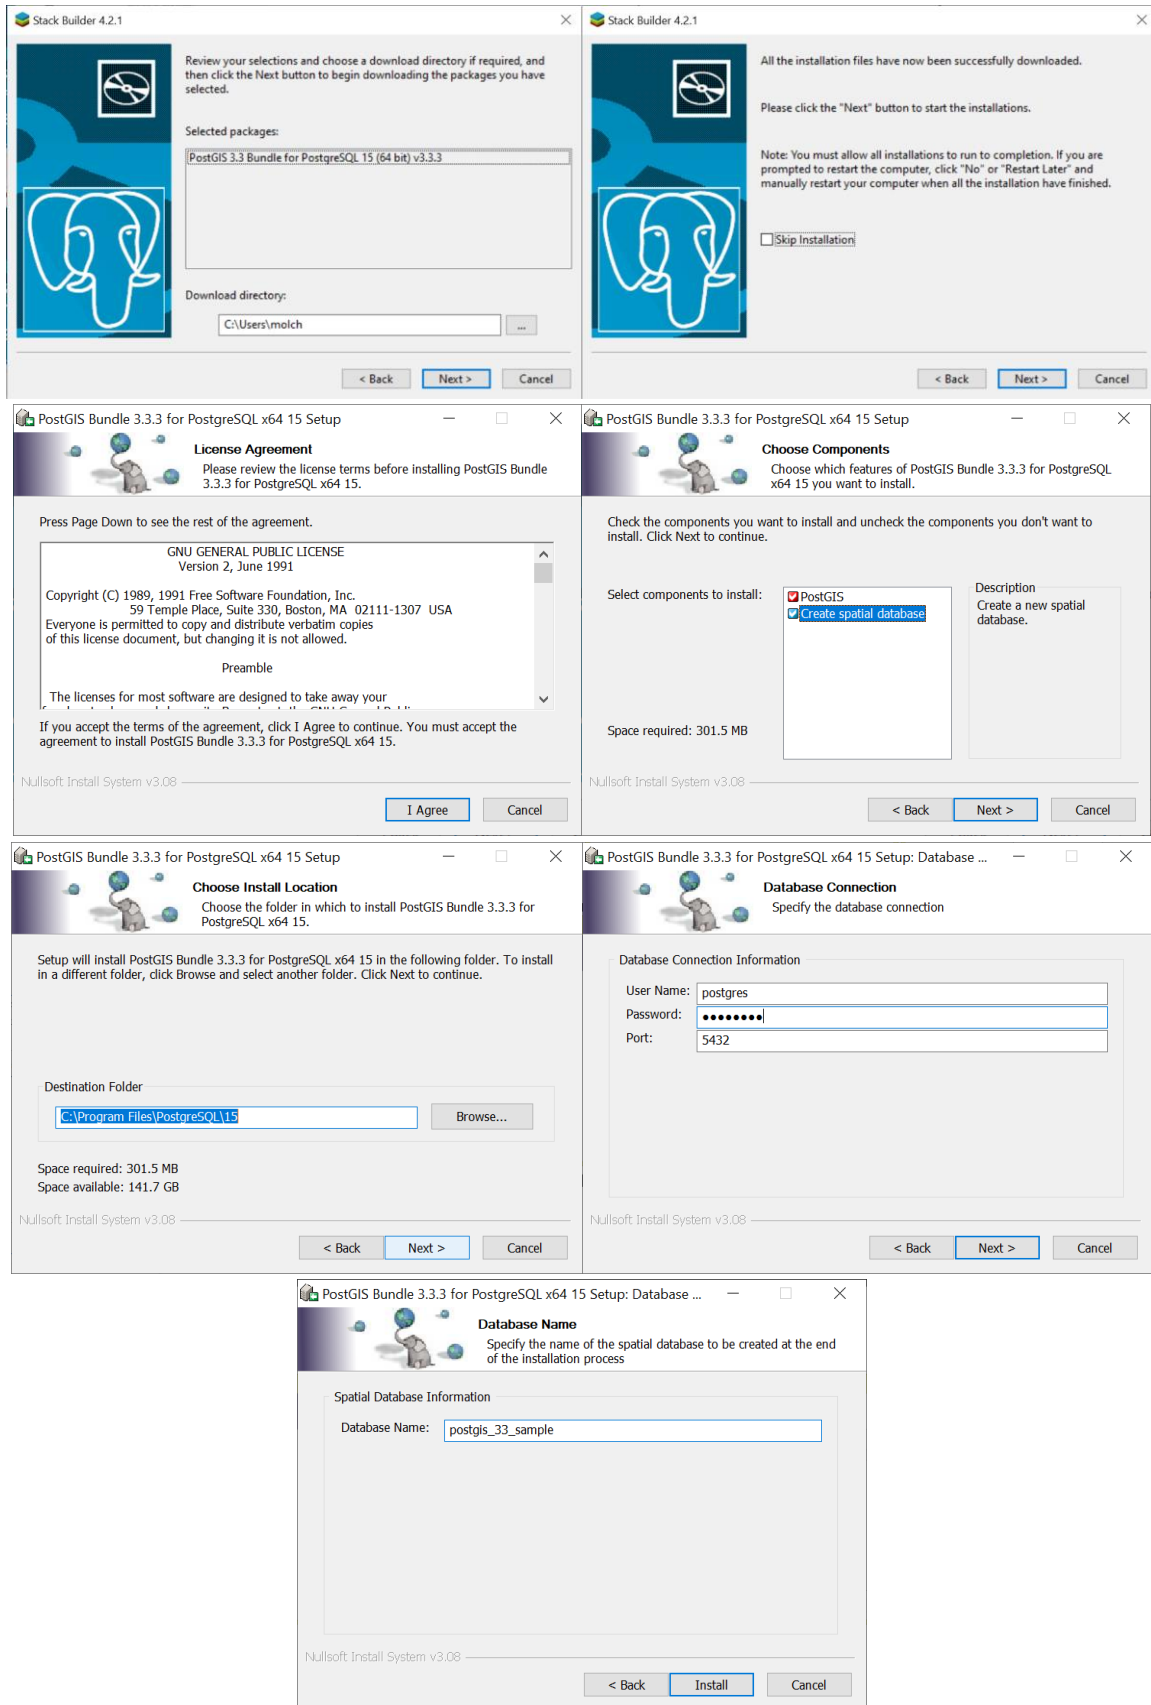 Stack Builder 4.2.1
Review your selections and choose a download directory if required, and
then click the Next button to begin downloading the packages you have
selected.
Selected packages:
PostGIS 3.3 Bundle for PostgreSQL 15 (64 bit) v3.3.3
Download directory:
C:\Users\molch
...
< Back
Next >
Cancel
Stack Builder 4.2.1
All the installation files have now been successfully downloaded.
Please click the "Next" button to start the installations.
Note: You must allow all installations to run to completion. If you are
prompted to restart the computer, click "No" or "Restart Later" and
manually restart your computer when all the installation have finished.
Skip Installation
< Back
Next >
Cancel
PostGIS Bundle 3.3.3 for PostgreSQL x64 15 Setup
License Agreement
Please review the license terms before installing PostGIS Bundle
3.3.3 for PostgreSQL x64 15.
Press Page Down to see the rest of the agreement.
GNU GENERAL PUBLIC LICENSE
Version 2, June 1991
Copyright (C) 1989, 1991 Free Software Foundation, Inc.
59 Temple Place, Suite 330, Boston, MA 02111-1307 USA
Everyone is permitted to copy and distribute verbatim copies
of this license document, but changing it is not allowed.
Preamble
The licenses for most software are designed to take away your
If you accept the terms of the agreement, click I Agree to continue. You must accept the
agreement to install PostGIS Bundle 3.3.3 for PostgreSQL x64 15.
Nullsoft Install System v3.08
I Agree
Cancel
PostGIS Bundle 3.3.3 for PostgreSQL x64 15 Setup
Choose Components
Choose which features of PostGIS Bundle 3.3.3 for PostgreSQL
x64 15 you want to install.
Check the components you want to install and uncheck the components you don't want to
install. Click Next to continue.
Select components to install:
PostGIS
Create spatial database
Description
Create a new spatial
database.
Space required: 301.5 MB
Nullsoft Install System v3.08
< Back
Next >
Cancel
PostGIS Bundle 3.3.3 for PostgreSQL x64 15 Setup
Choose Install Location
Choose the folder in which to install PostGIS Bundle 3.3.3 for
PostgreSQL x64 15.
Setup will install PostGIS Bundle 3.3.3 for PostgreSQL x64 15 in the following folder. To install
in a different folder, click Browse and select another folder. Click Next to continue.
Destination Folder
C:\Program Files\PostgreSQL\15
Browse...
Space required: 301.5 MB
Space available: 141.7 GB
Nullsoft Install System v3.08
< Back
Next >
Cancel
PostGIS Bundle 3.3.3 for PostgreSQL x64 15 Setup: Database ...
Database Connection
Specify the database connection
Database Connection Information
User Name:
postgres
Password:
●●●●●●●●
Port:
5432
Nullsoft Install System v3.08
< Back
Next >
Cancel
PostGIS Bundle 3.3.3 for PostgreSQL x64 15 Setup: Database ...
Database Name
Specify the name of the spatial database to be created at the end
of the installation process
Spatial Database Information
Database Name:
postgis_33_sample
Nullsoft Install System v3.08
< Back
Install
Cancel